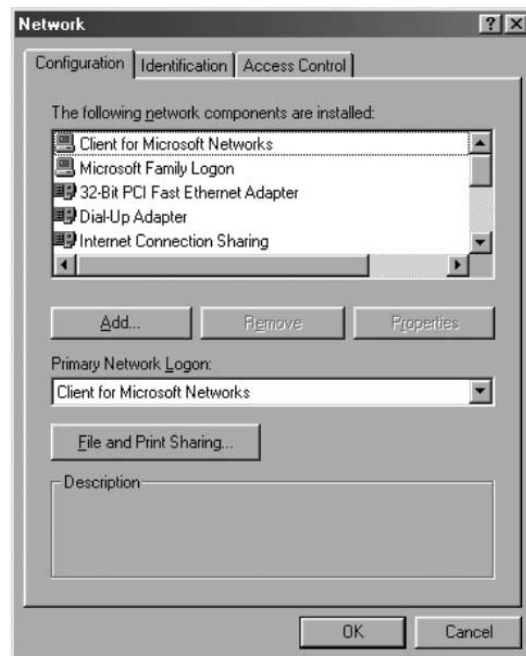 Network
Configuration Identification Access Control
The following network components are installed:
Client for Microsoft Networks
Microsoft Family Logon
32-Bit PCI Fast Ethernet Adapter
Dial-Up Adapter
Internet Connection Sharing
Add... Remove Properties
Primary Network Logon:
Client for Microsoft Networks
File and Print Sharing...
Description
OK Cancel